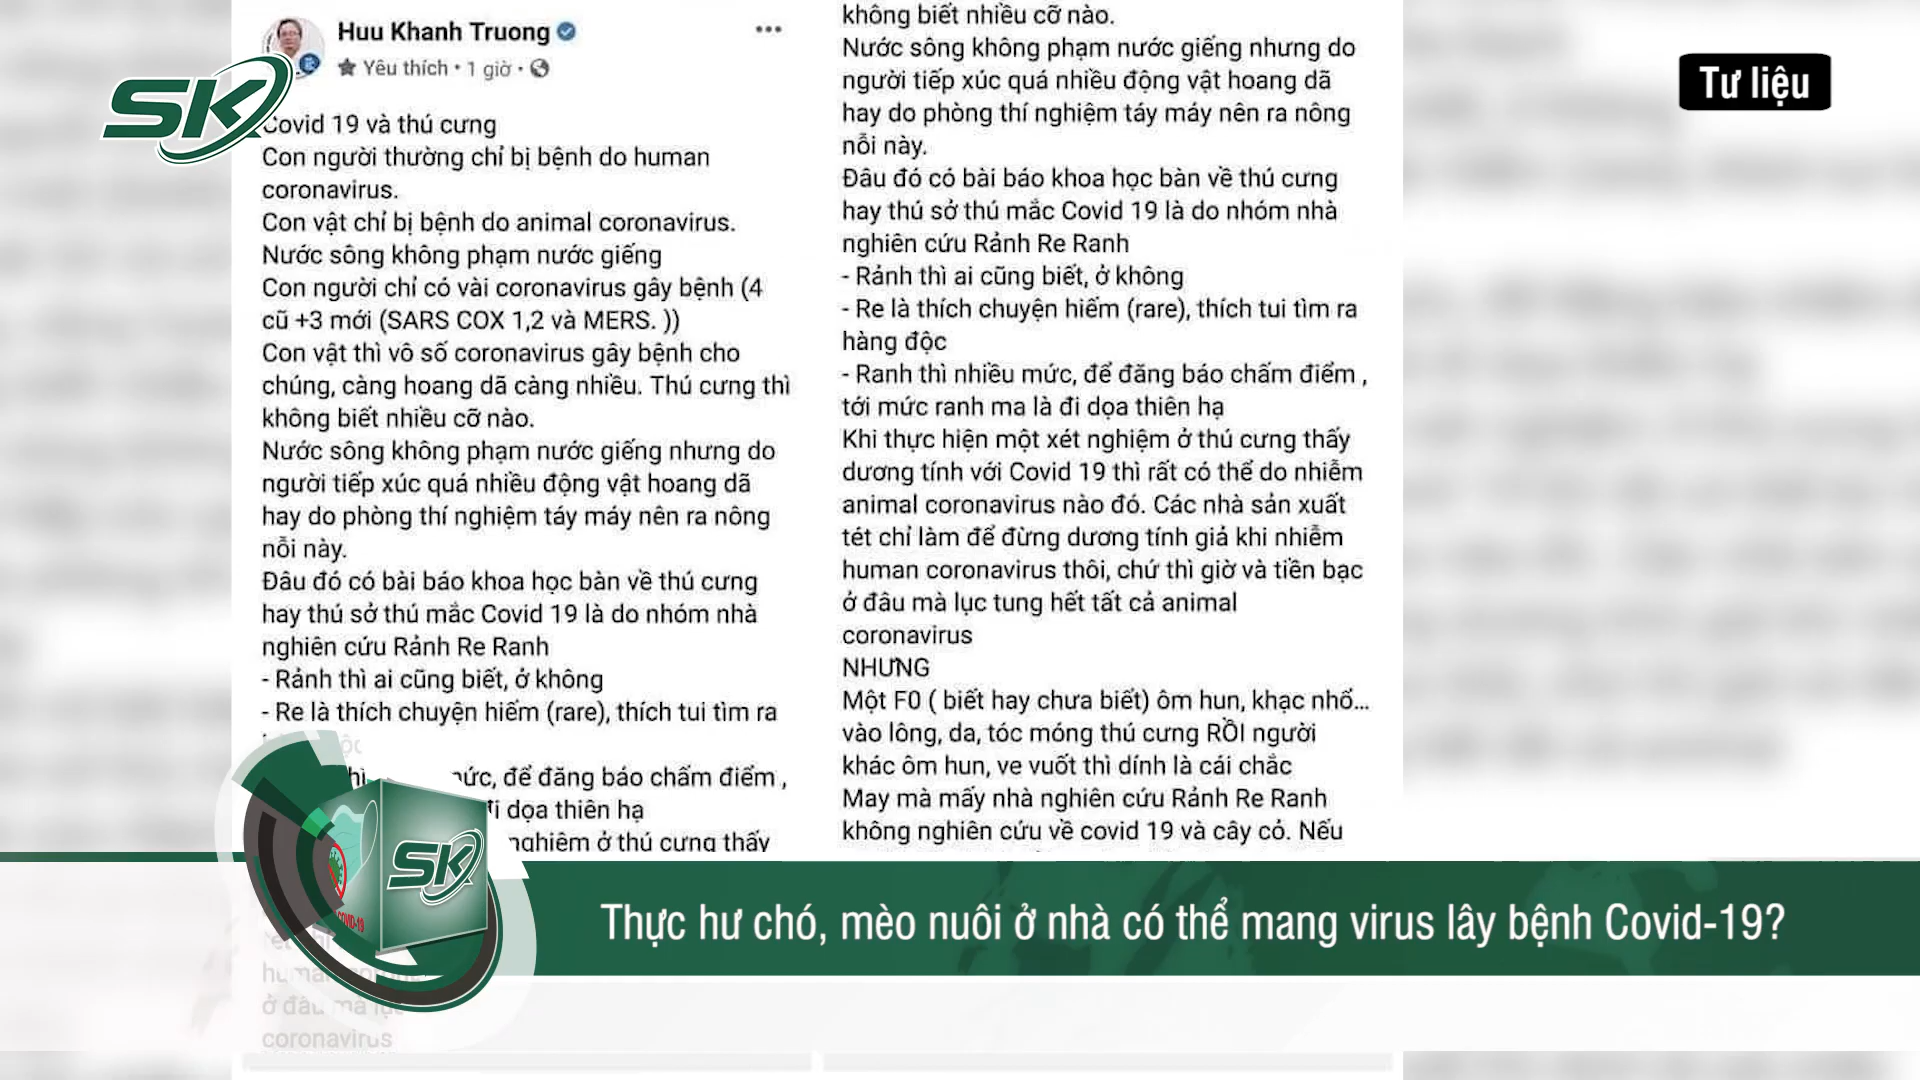 Huu Khanh Truong
Yêu thích · 1 giờ ·
SK
Covid 19 và thú cưng
Con người thường chỉ bị bệnh do human
coronavirus.
Con vật chỉ bị bệnh do animal coronavirus.
Nước sông không phạm nước giếng
Con người chỉ có vài coronavirus gây bệnh (4
cũ +3 mới (SARS COX 1,2 và MERS. ))
Con vật thì vô số coronavirus gây bệnh cho
chúng, càng hoang dã càng nhiều. Thú cưng thì
không biết nhiều cỡ nào.
Nước sông không phạm nước giếng nhưng do
người tiếp xúc quá nhiều động vật hoang dã
hay do phòng thí nghiệm táy máy nên ra nông
nỗi này.
Đâu đó có bài báo khoa học bàn về thú cưng
hay thú sở thú mắc Covid 19 là do nhóm nhà
nghiên cứu Rảnh Re Ranh
- Rảnh thì ai cũng biết, ở không
- Re là thích chuyện hiếm (rare), thích tui tìm ra
để đăng báo chấm điểm ,
đi dọa thiên hạ
nghiệm ở thú cưng thấy
ở đâu mà
coronavirus
không biết nhiều cỡ nào.
Nước sông không phạm nước giếng nhưng do
người tiếp xúc quá nhiều động vật hoang dã
hay do phòng thí nghiệm táy máy nên ra nông
nỗi này.
Đâu đó có bài báo khoa học bàn về thú cưng
hay thú sở thú mắc Covid 19 là do nhóm nhà
nghiên cứu Rảnh Re Ranh
- Rảnh thì ai cũng biết, ở không
- Re là thích chuyện hiếm (rare), thích tui tìm ra
hàng độc
- Ranh thì nhiều mức, để đăng báo chấm điểm ,
tới mức ranh ma là đi dọa thiên hạ
Khi thực hiện một xét nghiệm ở thú cưng thấy
dương tính với Covid 19 thì rất có thể do nhiễm
animal coronavirus nào đó. Các nhà sản xuất
tét chỉ làm để đừng dương tính giả khi nhiễm
human coronavirus thôi, chứ thì giờ và tiền bạc
ở đâu mà lục tung hết tất cả animal
coronavirus
NHƯNG
Một F0 ( biết hay chưa biết) ôm hun, khạc nhổ...
vào lông, da, tóc móng thú cưng RỒI người
khác ôm hun, ve vuốt thì dính là cái chắc
May mà mấy nhà nghiên cứu Rảnh Re Ranh
không nghiên cứu về covid 19 và cây cỏ. Nếu
Tư liệu
SK
Thực hư chó, mèo nuôi ở nhà có thể mang virus lây bệnh Covid-19?